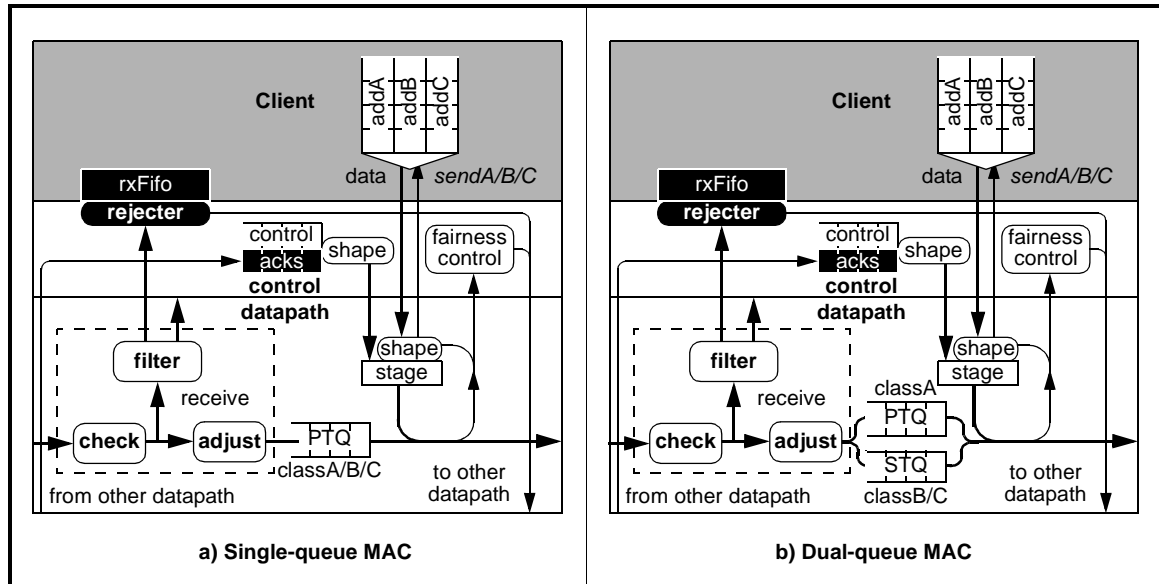 addA
addB
addC
Client
data
sendA/B/C
rxFifo
rejecter
control
acks
shape
fairness
control
control
datapath
filter
shape
stage
receive
check
adjust
PTQ
classA/B/C
from other datapath
to other
datapath
a) Single-queue MAC
addA
addB
addC
Client
data
sendA/B/C
rxFifo
rejecter
control
acks
shape
fairness
control
control
datapath
filter
shape
stage
classA
receive
check
adjust
PTQ
STQ
classB/C
from other datapath
to other
datapath
b) Dual-queue MAC